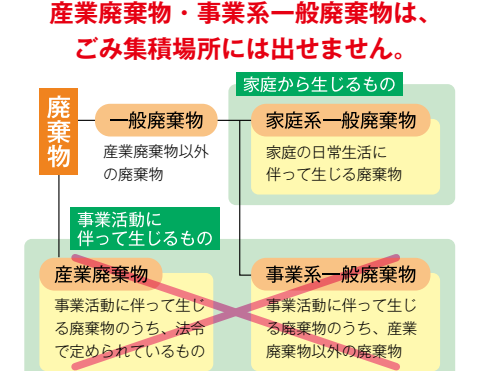 産業廃棄物・事業系一般廃棄物は、
ごみ集積場所には出せません。
家庭から生じるもの
廃棄物
一般廃棄物
産業廃棄物以外
の廃棄物
家庭系一般廃棄物
家庭の日常生活に
伴って生じる廃棄物
事業活動に
伴って生じるもの
産業廃棄物
事業活動に伴って生じ
る廃棄物のうち、法令
で定められているもの
事業系一般廃棄物
事業活動に伴って生じ
る廃棄物のうち、産業
廃棄物以外の廃棄物